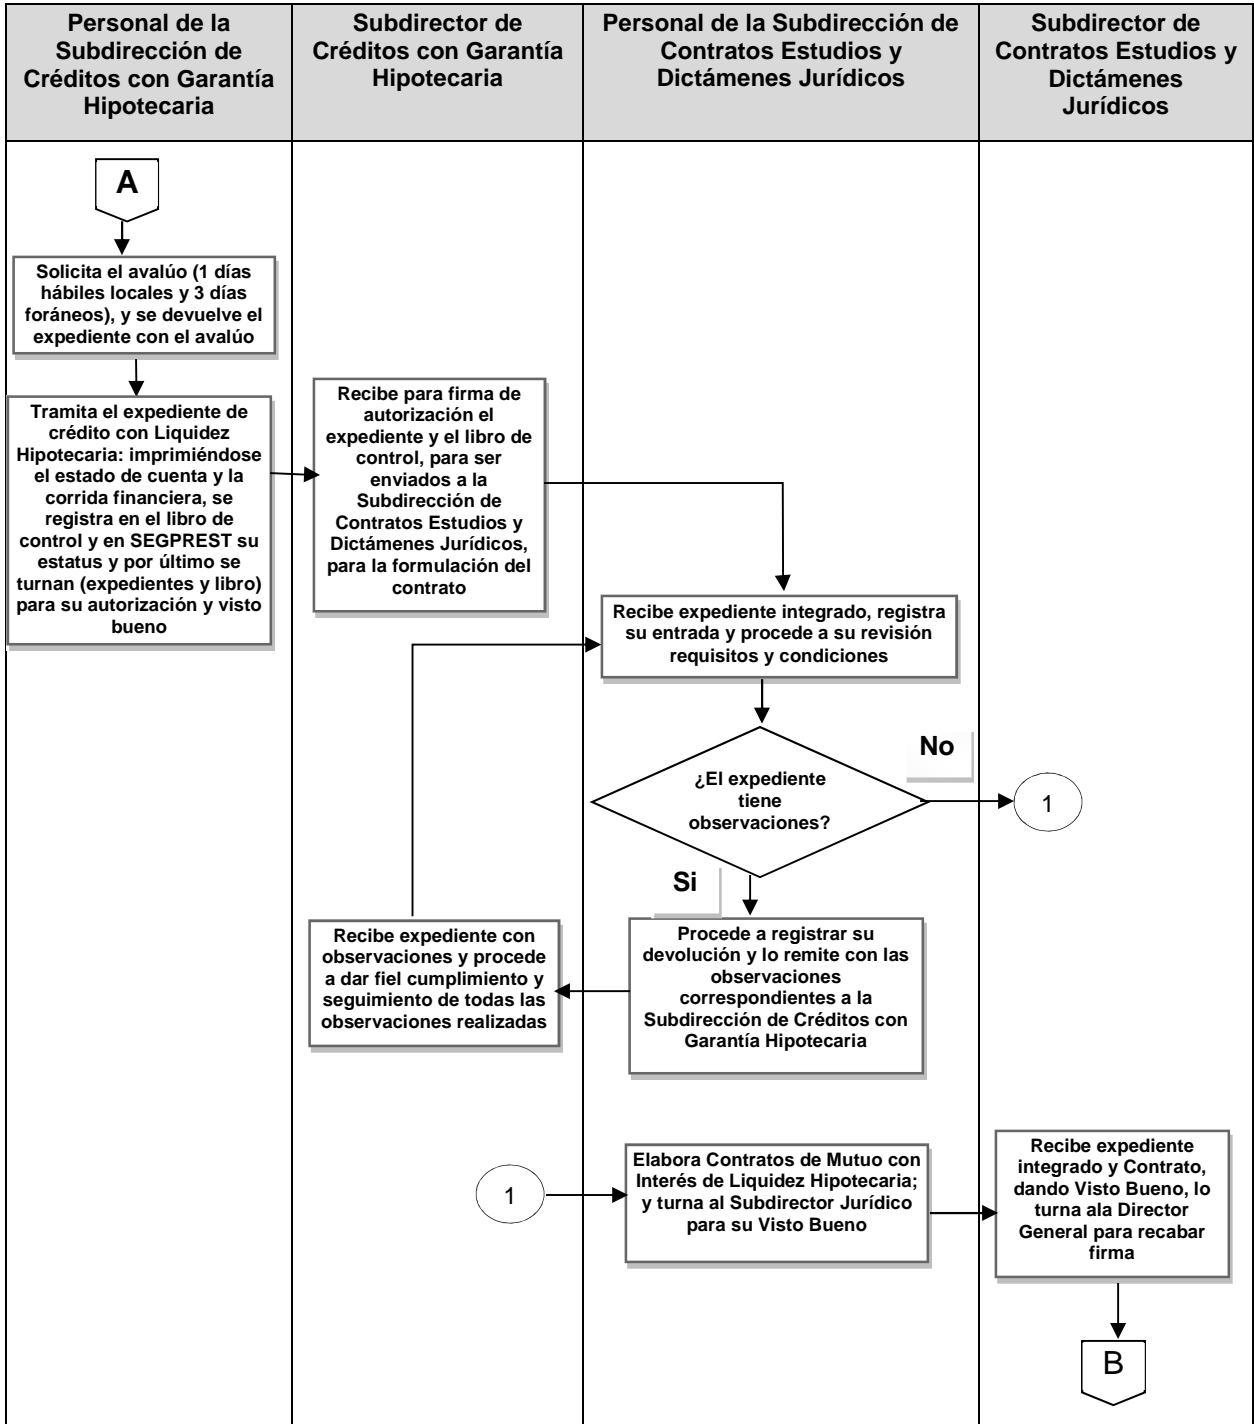 Personal de la
Subdirección de
Créditos con Garantía
Hipotecaria
Subdirector de
Créditos con Garantía
Hipotecaria
Personal de la Subdirección de
Contratos Estudios y
Dictámenes Jurídicos
Subdirector de
Contratos Estudios y
Dictámenes
Jurídicos
A
Solicita el avalúo (1 días
hábiles locales y 3 días
foráneos), y se devuelve el
expediente con el avalúo
Tramita el expediente de
crédito con Liquidez
Hipotecaria: imprimiéndose
el estado de cuenta y la
corrida financiera, se
registra en el libro de
control y en SEGPREST su
estatus y por último se
turnan (expedientes y libro)
para su autorización y visto
bueno
Recibe para firma de
autorización el
expediente y el libro de
control, para ser
enviados a la
Subdirección de
Contratos Estudios y
Dictámenes Jurídicos,
para la formulación del
contrato
Recibe expediente integrado, registra
su entrada y procede a su revisión
requisitos y condiciones
¿El expediente
tiene
observaciones?
No
1
Si
Procede a registrar su
devolución y lo remite con las
observaciones
correspondientes a la
Subdirección de Créditos con
Garantía Hipotecaria
Recibe expediente con
observaciones y procede
a dar fiel cumplimiento y
seguimiento de todas las
observaciones realizadas
1
Elabora Contratos de Mutuo con
Interés de Liquidez Hipotecaria;
y turna al Subdirector Jurídico
para su Visto Bueno
Recibe expediente
integrado y Contrato,
dando Visto Bueno, lo
turna ala Director
General para recabar
firma
B